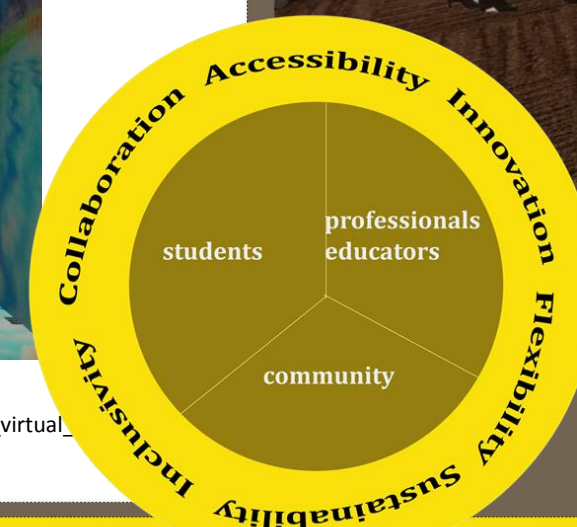 Accessibility
Innovation
Flexibility
Sustainability
Inclusivity
Collaboration
students
professionals
educators
community
virtual_